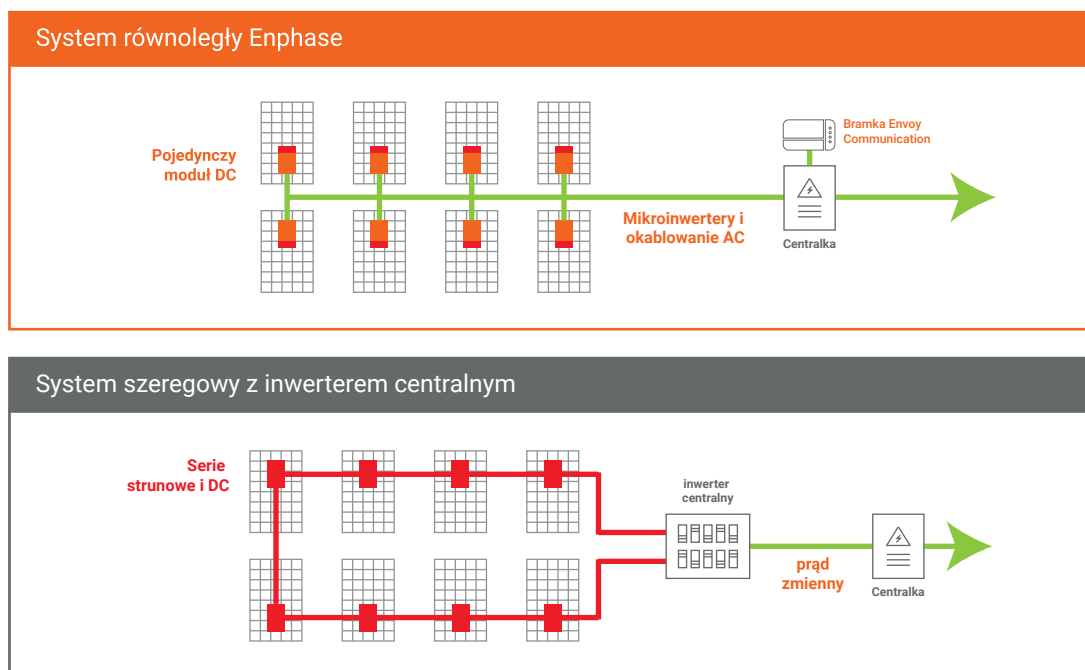 System równoległy Enphase
Bramka Envoy
Communication
Pojedynczy
moduł DC
Mikroinwertery i
okablowanie AC
Centralka
System szeregowy z inwerterem centralnym
Serie
strunowe i DC
inwerter
centralny
prąd
zmienny
Centralka